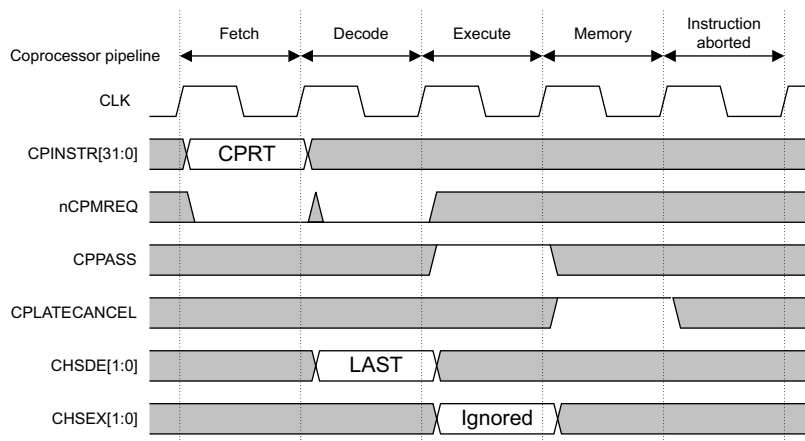 Coprocessor pipeline
Fetch
Decode
Execute
Memory
Instruction
aborted
CLK
CPINSTR[31:0]
CPRT
nCPMREQ
CPPASS
CPLATECANCEL
CHSDE[1:0]
LAST
CHSEX[1:0]
Ignored